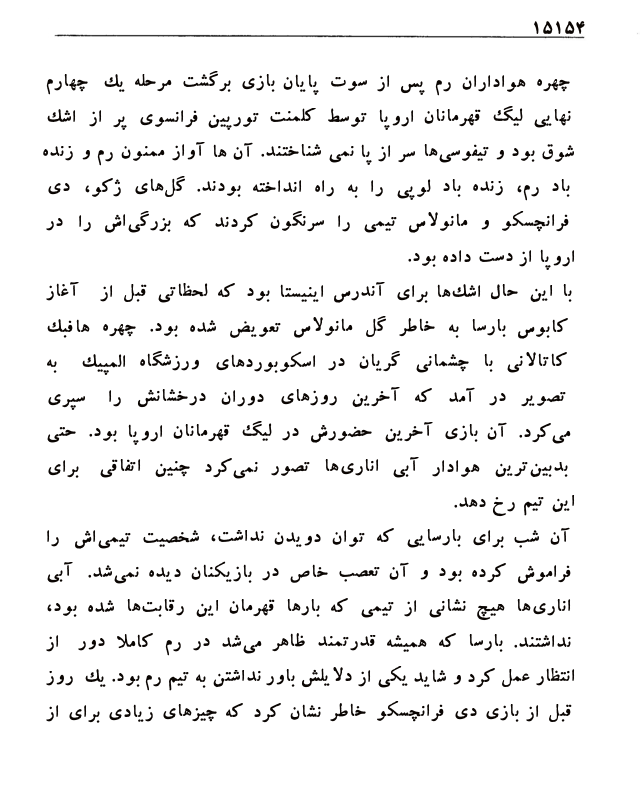 ۱۵۱۵۴
چهره هواداران رم پس از سوت پایان بازی برگشت مرحله یك چهارم
نهایی لیگ قهرمانان اروپا توسط کلمنت تورپین فرانسوی پر از اشك
شوق بود و تیفوسی‌ها سر از پا نمی شناختند. آن ها آواز ممنون رم و زنده
باد رم، زنده باد لوپی را به راه انداخته بودند. گل‌های ژکو، دی
فرانچسکو و مانولاس تیمی را سرنگون کردند که بزرگی‌اش را در
اروپا از دست داده بود.
با این حال اشك‌ها برای آندرس اینیستا بود که لحظاتی قبل از آغاز
کابوس بارسا به خاطر گل مانولاس تعویض شده بود. چهره هافبك
کاتالانی با چشمانی گریان در اسکوبوردهای ورزشگاه المپیك به
تصویر در آمد که آخرین روزهای دوران درخشانش را سپری
می‌کرد. آن بازی آخرین حضورش در لیگ قهرمانان اروپا بود. حتی
بدبین‌ترین هوادار آبی اناری‌ها تصور نمی‌کرد چنین اتفاقی برای
این تیم رخ دهد.
آن شب برای بارسایی که توان دویدن نداشت، شخصیت تیمی‌اش را
فراموش کرده بود و آن تعصب خاص در بازیکنان دیده نمی‌شد. آبی
اناری‌ها هیچ نشانی از تیمی که بارها قهرمان این رقابت‌ها شده بود،
نداشتند. بارسا که همیشه قدرتمند ظاهر می‌شد در رم کاملا دور از
انتظار عمل کرد و شاید یکی از دلایلش باور نداشتن به تیم رم بود. یك روز
قبل از بازی دی فرانچسکو خاطر نشان کرد که چیزهای زیادی برای از